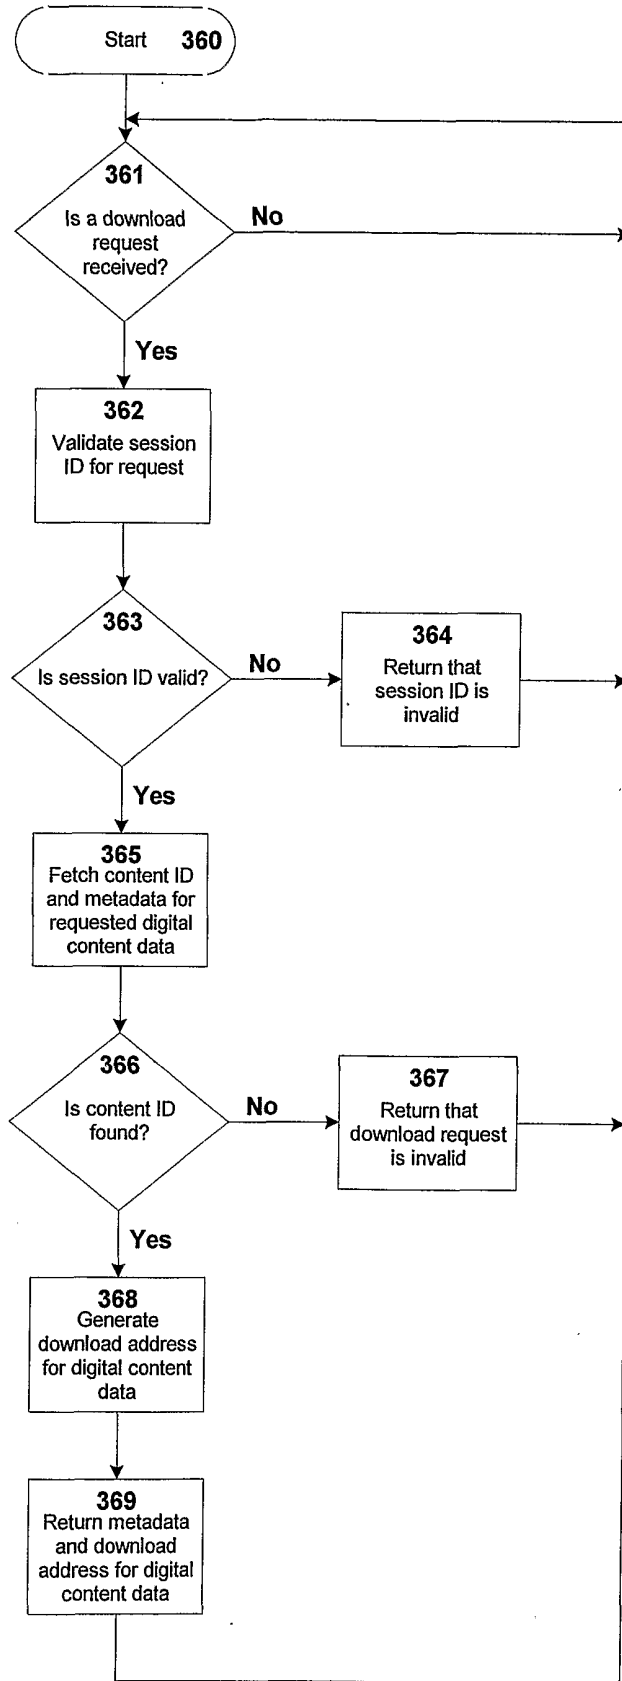 Start 360
361
Is a download
request
received?
No
Yes
362
Validate session
ID for request
363
Is session ID valid?
No
364
Return that
session ID is
invalid
Yes
365
Fetch content ID
and metadata for
requested digital
content data
366
Is content ID
found?
No
367
Return that
download request
is invalid
Yes
368
Generate
download address
for digital content
data
369
Return metadata
and download
address for digital
content data